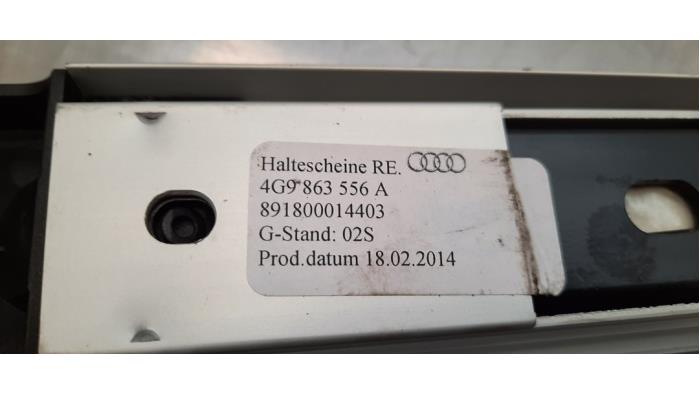 Haltescheine RE.
4G9 863 556 A
891800014403
G-Stand: 02S
Prod.datum 18.02.2014